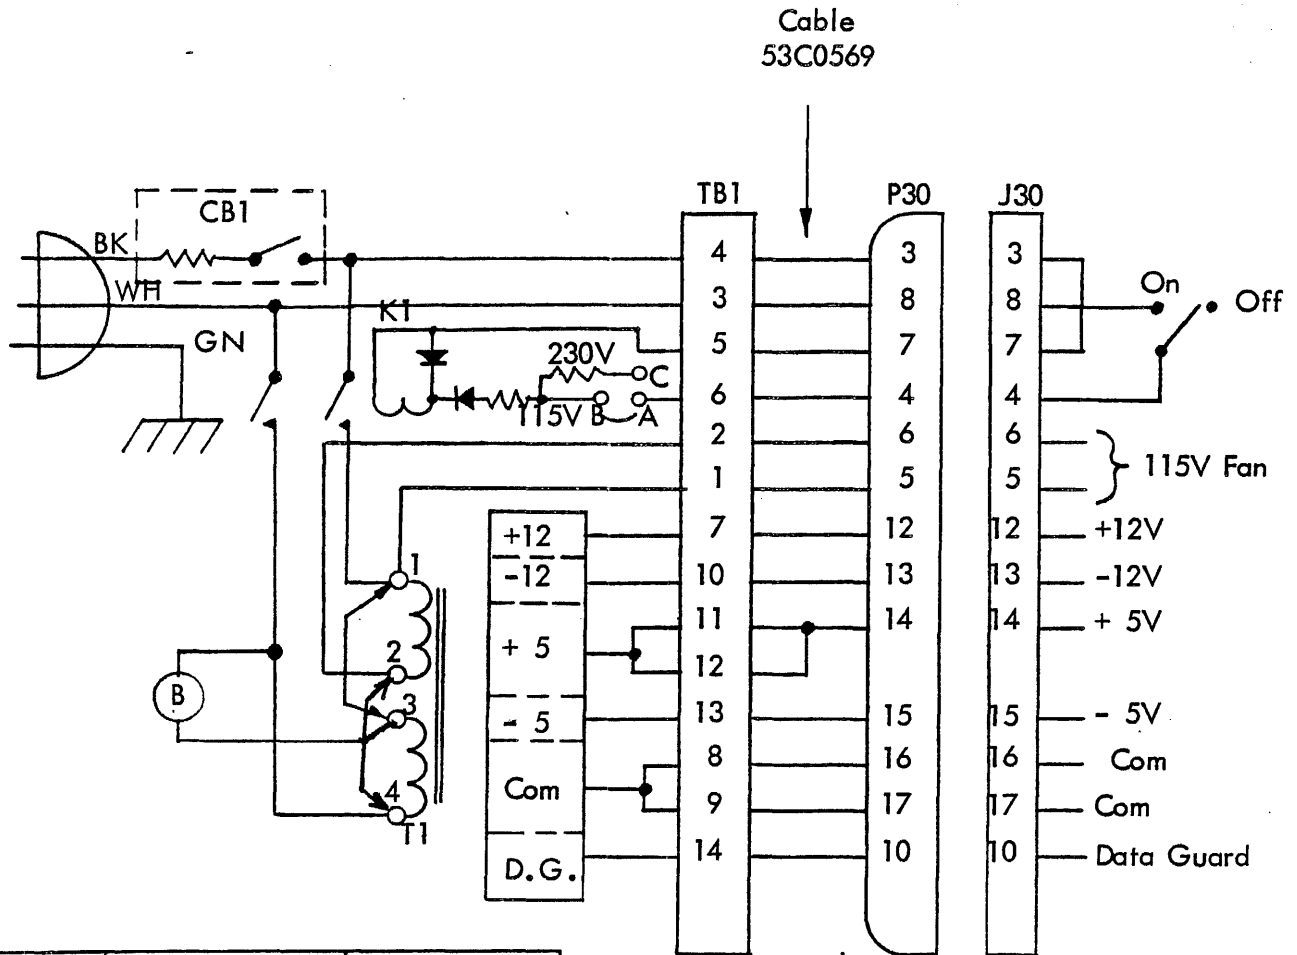 Cable
53C0569
TB1
P30
J30
CB1
BK
WH
GN
K1
230V
C
115V B A
4
3
5
6
2
1
7
10
11
12
13
8
9
14
3
8
7
4
6
5
12
13
14
15
16
17
10
3
8
7
4
6
5
12
13
14
15
16
17
10
On
Off
115V Fan
+12V
-12V
+ 5V
- 5V
Com
Com
Data Guard
+12
-12
+ 5
- 5
Com
D.G.
1
2
3
4
T1
B